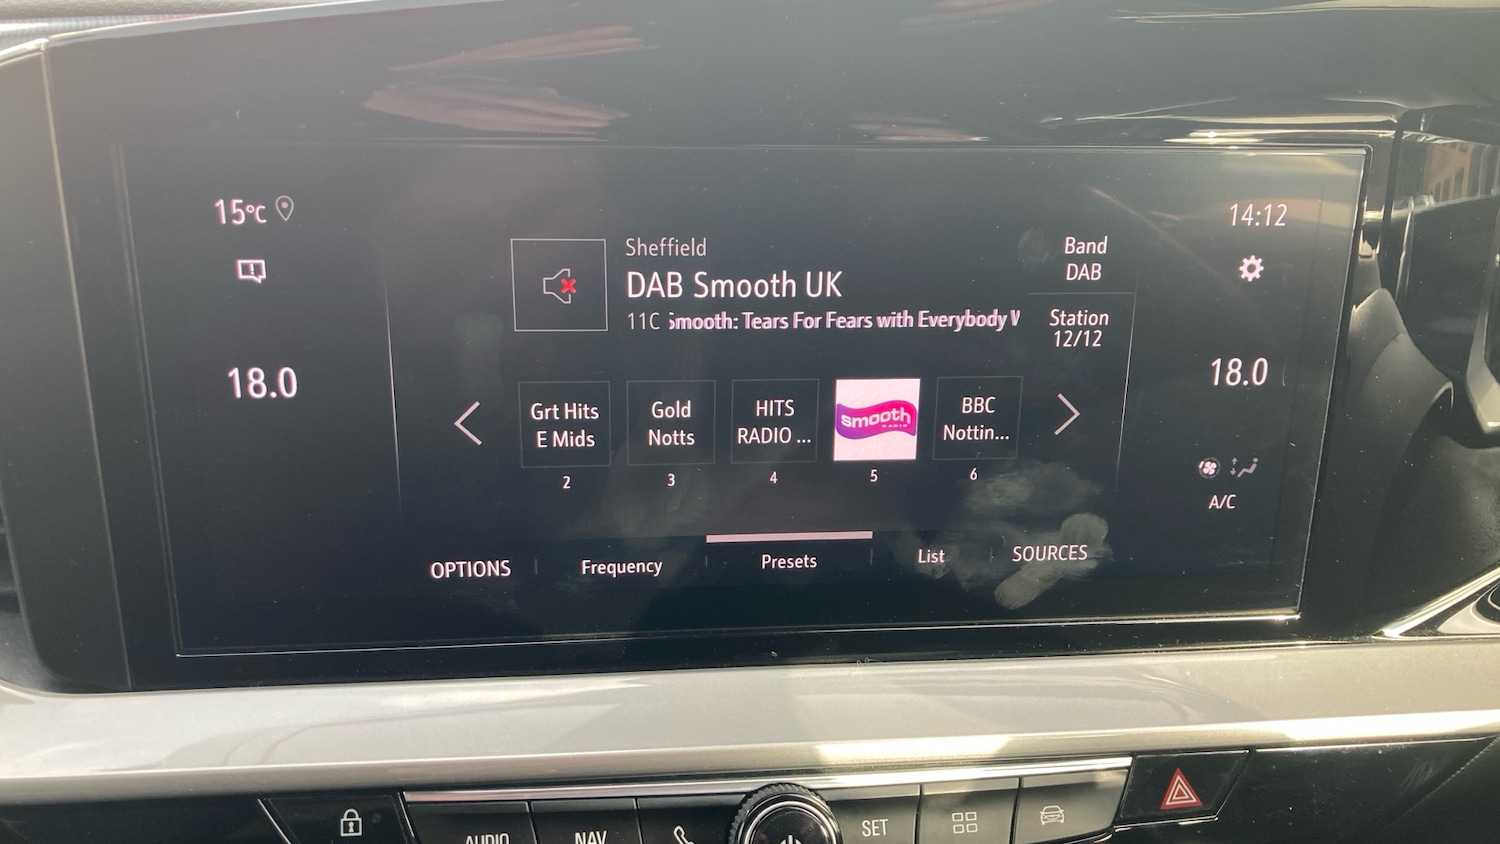 15°C
14:12
Sheffield
DAB Smooth UK
11C Smooth: Tears For Fears with Everybody
Band
DAB
Station
12/12
18.0
18.0
Grt Hits
E Mids
Gold
Notts
HITS
RADIO ...
smooth
RADIO
BBC
Nottin...
2
3
4
5
6
A/C
OPTIONS
Frequency
Presets
List
SOURCES
AUDIO
NAV
SET